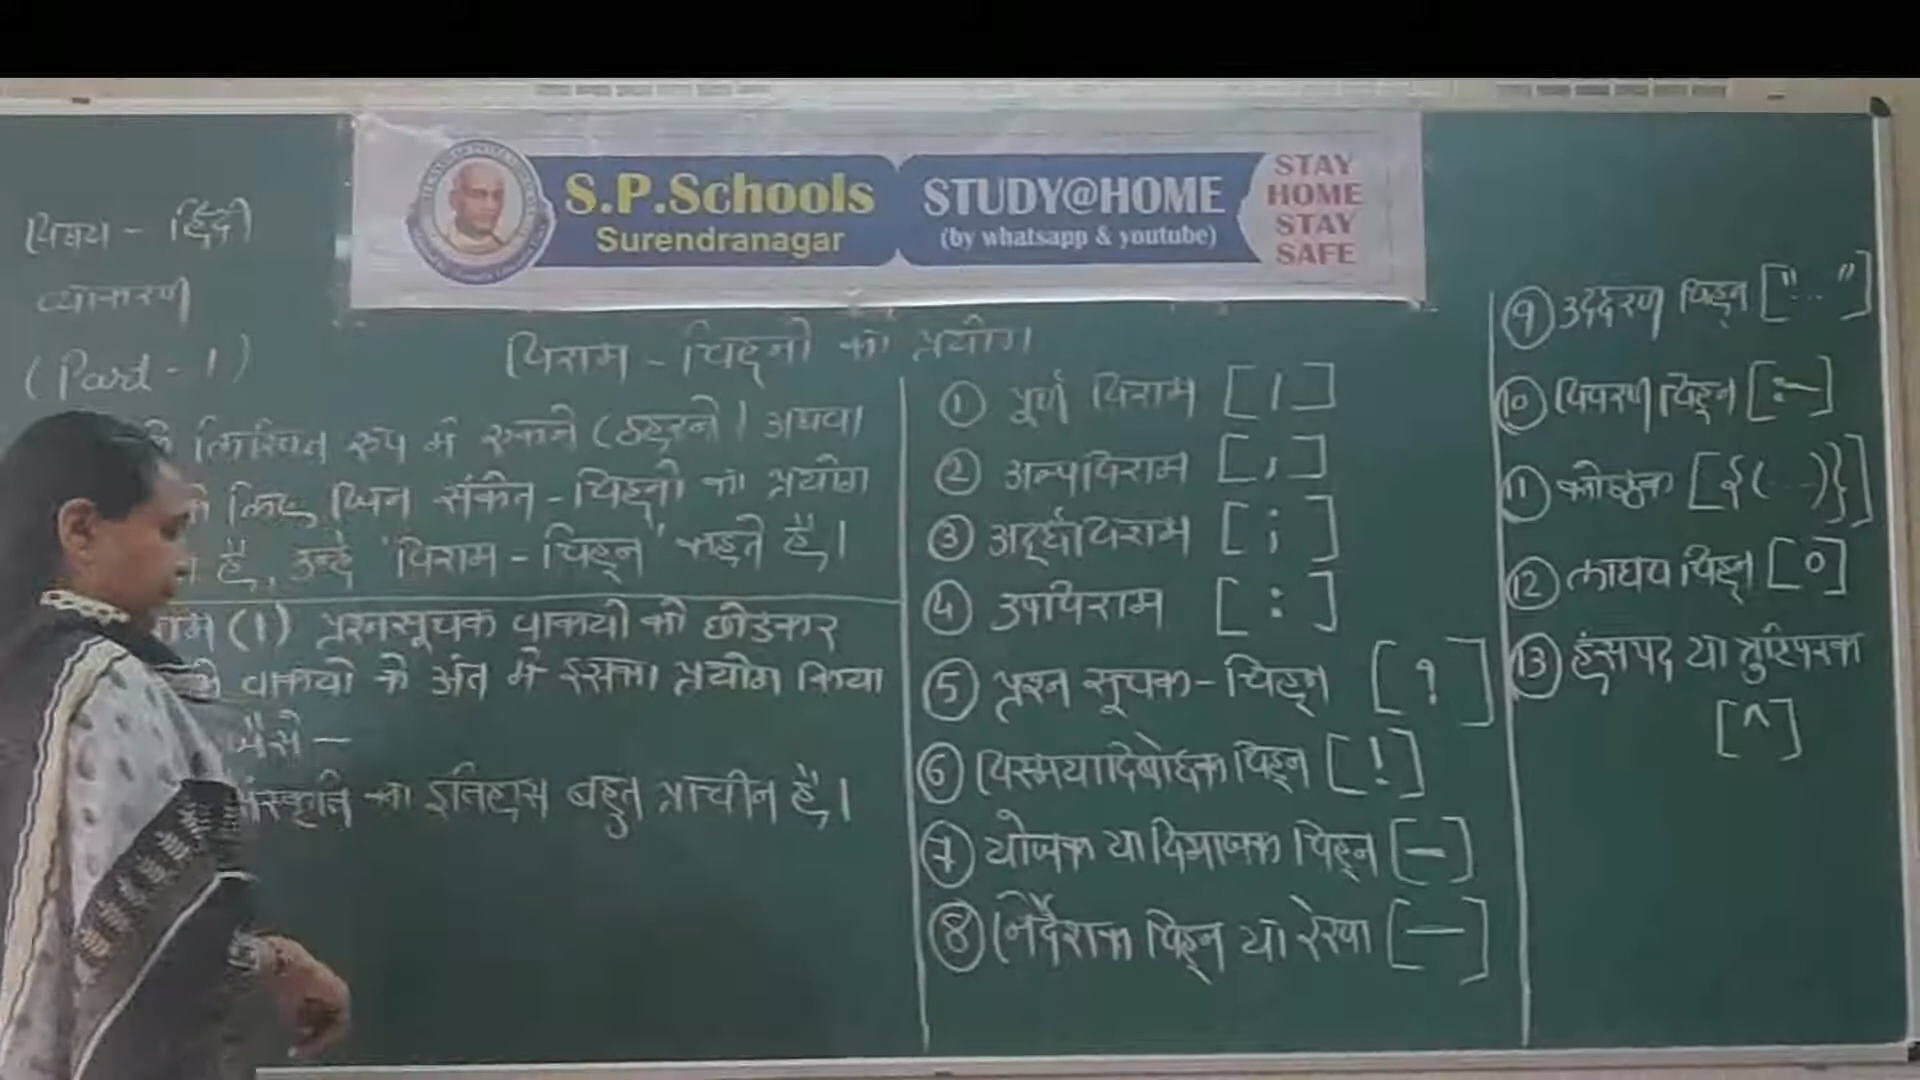 S.P.Schools
Surendranagar
STUDY@HOME
(by whatsapp & youtube)
STAY
HOME
STAY
SAFE
विषय - हिंदी
व्याकरण
(Part - 1)
विराम - चिह्नों का प्रयोग
लिखित रूप में रुकने (ठहरने) अथवा
के लिए जिन संकेत - चिह्नों का प्रयोग
है, उन्हें 'विराम - चिह्न' कहते हैं।
(1) प्रश्नसूचक वाक्यों को छोडकर
वाक्यों के अंत में इसका प्रयोग किया
जैसे —
संस्कृति का इतिहास बहुत प्राचीन है।
① पूर्ण विराम [ । ]
② अल्पविराम [ , ]
③ अर्द्धविराम [ ; ]
④ उपविराम [ : ]
⑤ प्रश्न सूचक - चिह्न [ ? ]
⑥ विस्मयादिबोधक चिह्न [ ! ]
⑦ योजक या विभाजक चिह्न [ — ]
⑧ निर्देशक चिह्न या रेखा [ — ]
⑨ उद्दरण चिह्न [ "..." ]
⑩ विवरण चिह्न [ :— ]
⑪ कोष्ठक [ {(...)} ]
⑫ लाघव चिह्न [ ० ]
⑬ हंसपद या त्रुटिपरक
[ ^ ]